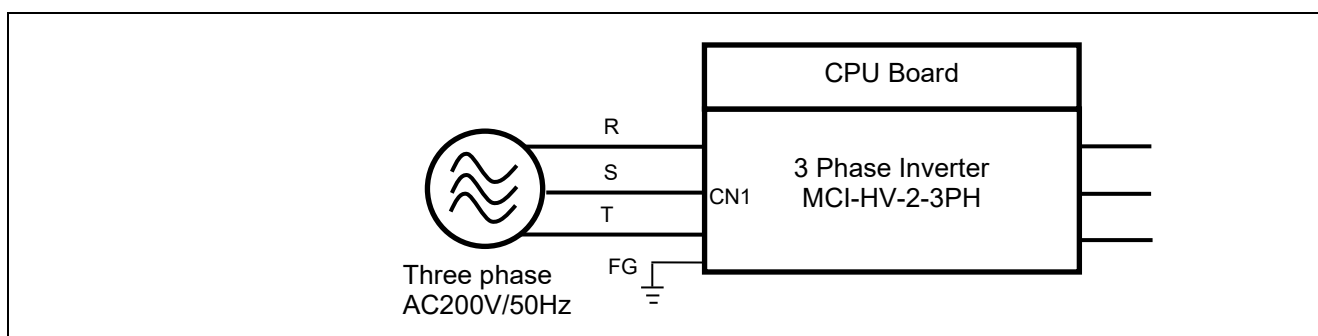 CPU Board
R
S
T
FG
CN1
3 Phase Inverter
MCI-HV-2-3PH
Three phase
AC200V/50Hz